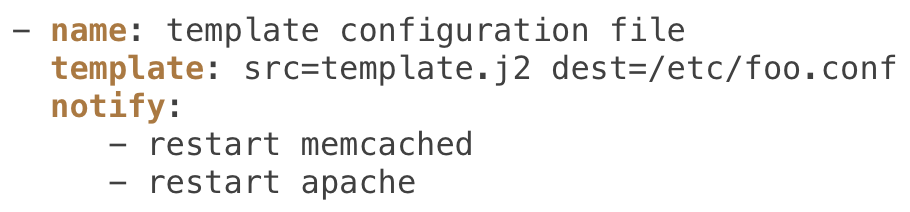 - name: template configuration file
  template: src=template.j2 dest=/etc/foo.conf
  notify:
     - restart memcached
     - restart apache